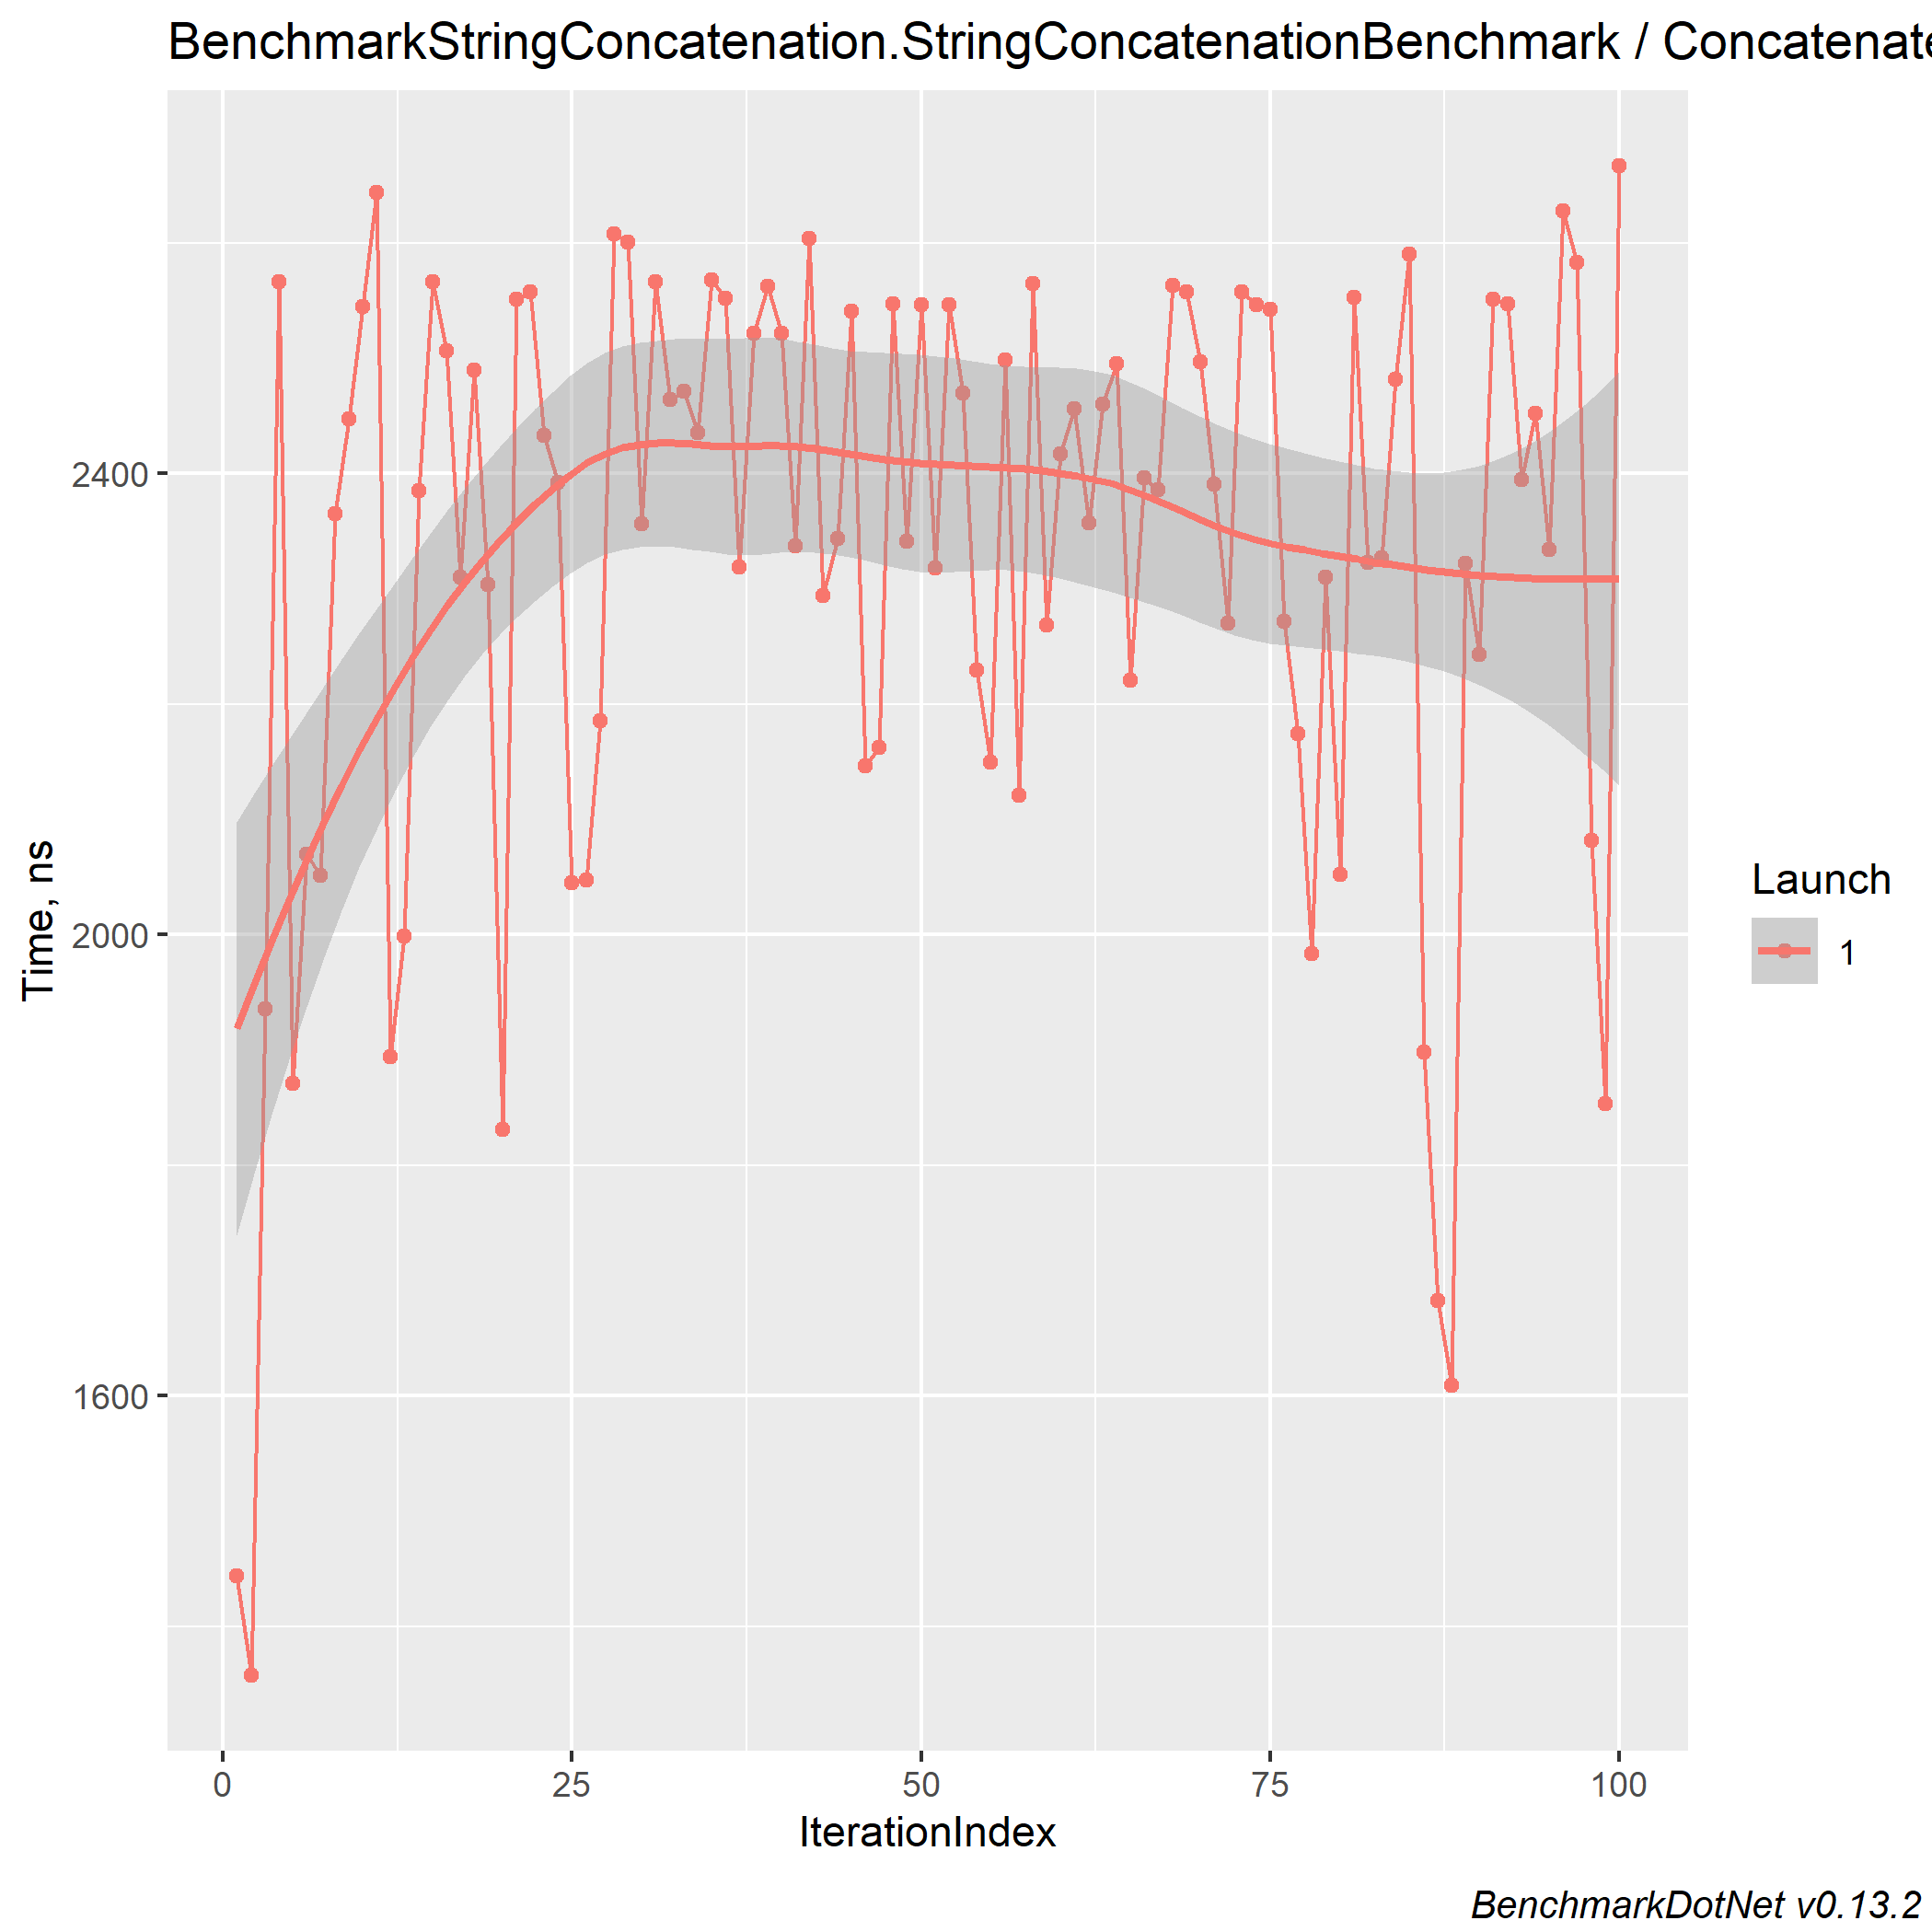 BenchmarkStringConcatenation.StringConcatenationBenchmark / Concatenate
2400
2000
1600
Time, ns
0 25 50 75 100
IterationIndex
Launch
1
BenchmarkDotNet v0.13.2